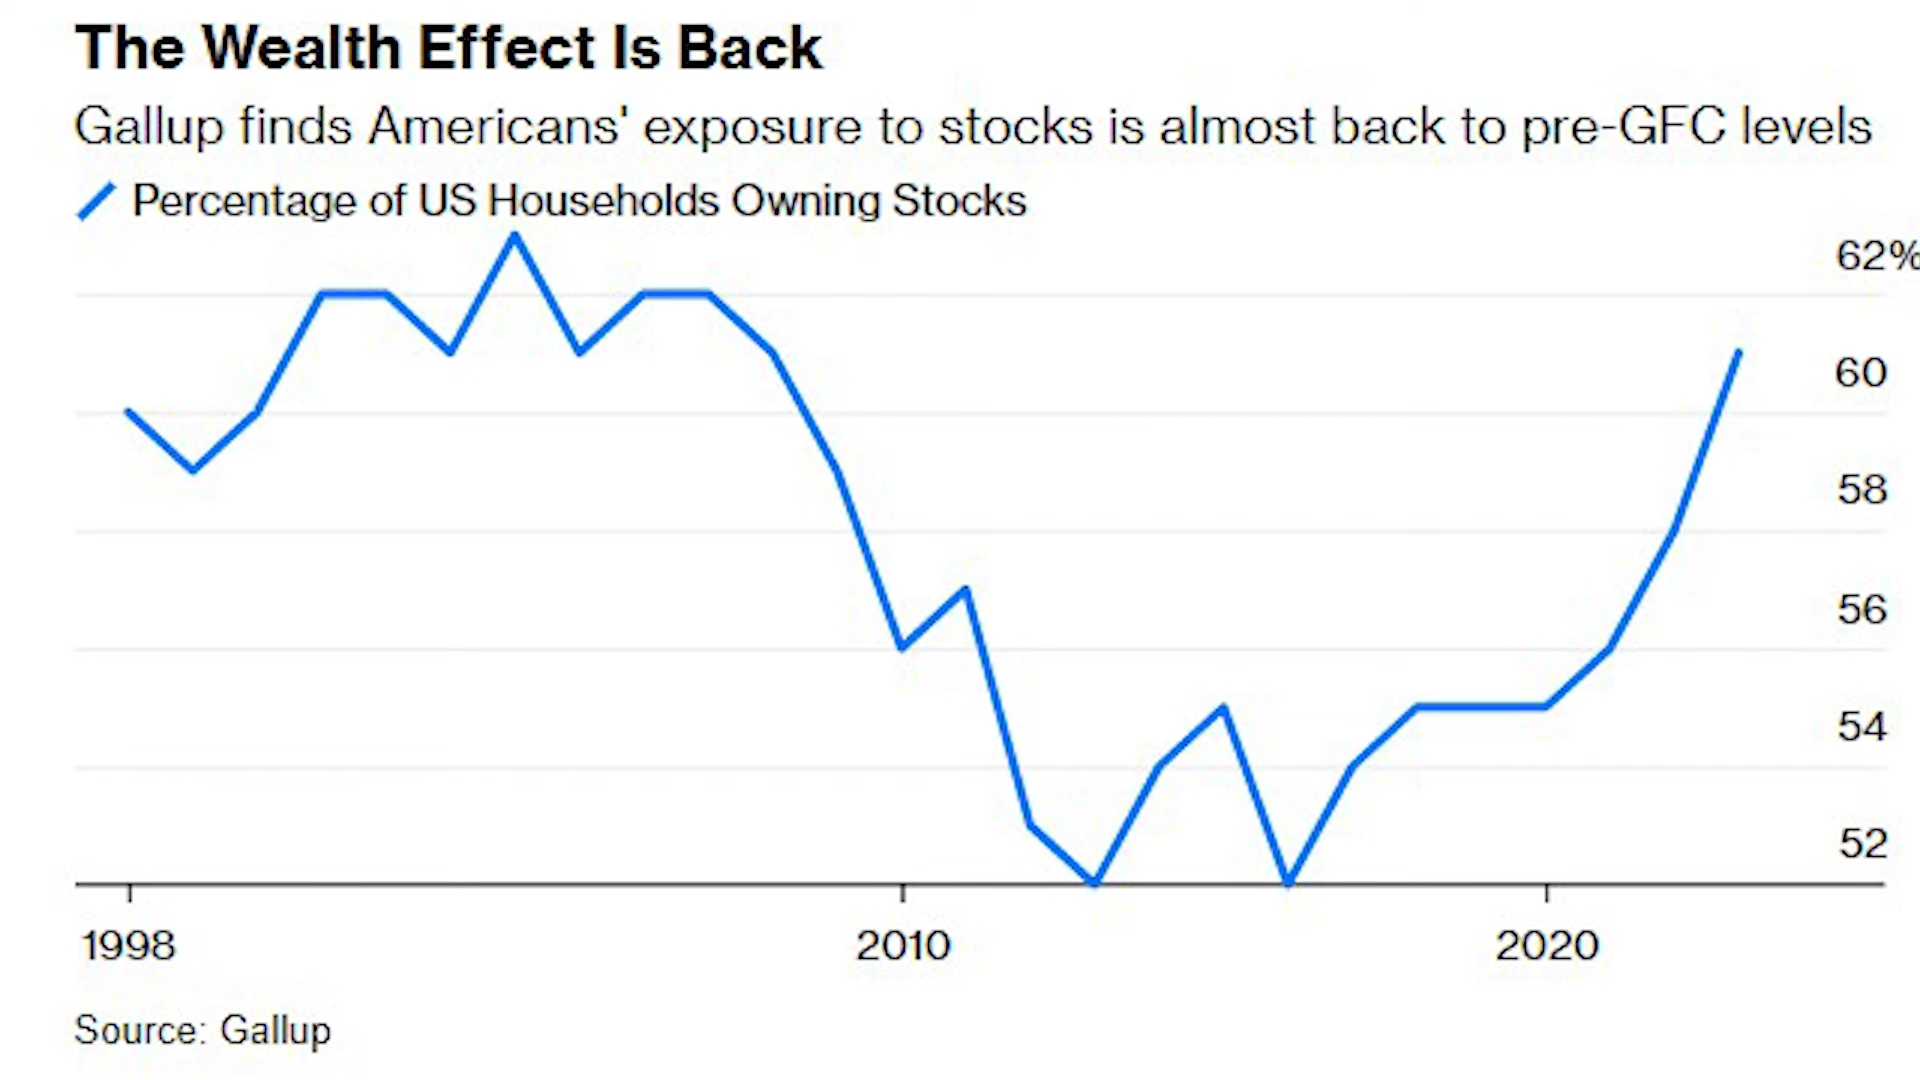 The Wealth Effect Is Back
Gallup finds Americans' exposure to stocks is almost back to pre-GFC levels
Percentage of US Households Owning Stocks
62%
60
58
56
54
52
1998 2010 2020
Source: Gallup